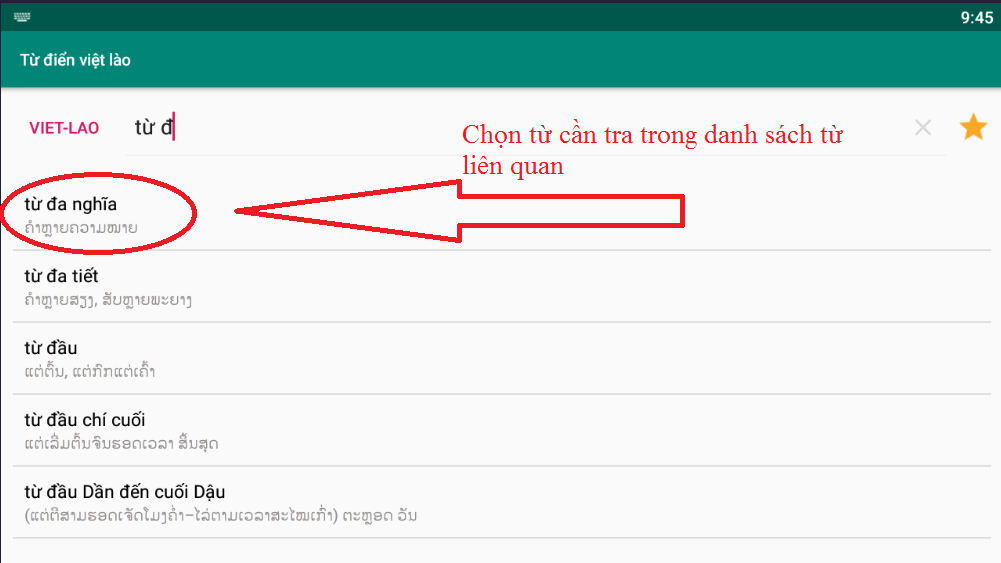 9:45
Từ điển việt lào
VIET-LAO
từ đ
Chọn từ cần tra trong danh sách từ
liên quan
từ đa nghĩa
ຄຳຫຼາຍຄວາມໝາຍ
từ đa tiết
ຄຳຫຼາຍສຽງ, ສັບຫຼາຍພະຍາງ
từ đầu
ແຕ່ຕົ້ນ, ແຕ່ກົກແຕ່ເຄົ້າ
từ đầu chí cuối
ແຕ່ເລີ່ມຕົ້ນຈົນຮອດເວລາ ສິ້ນສຸດ
từ đầu Dần đến cuối Dậu
(ແຕ່ຕີສາມຮອດເຈັດໂມງຄ່ຳ–ໄລ່ຕາມເວລາສະໄໝເກົ່າ) ຕະຫຼອດ ວັນ